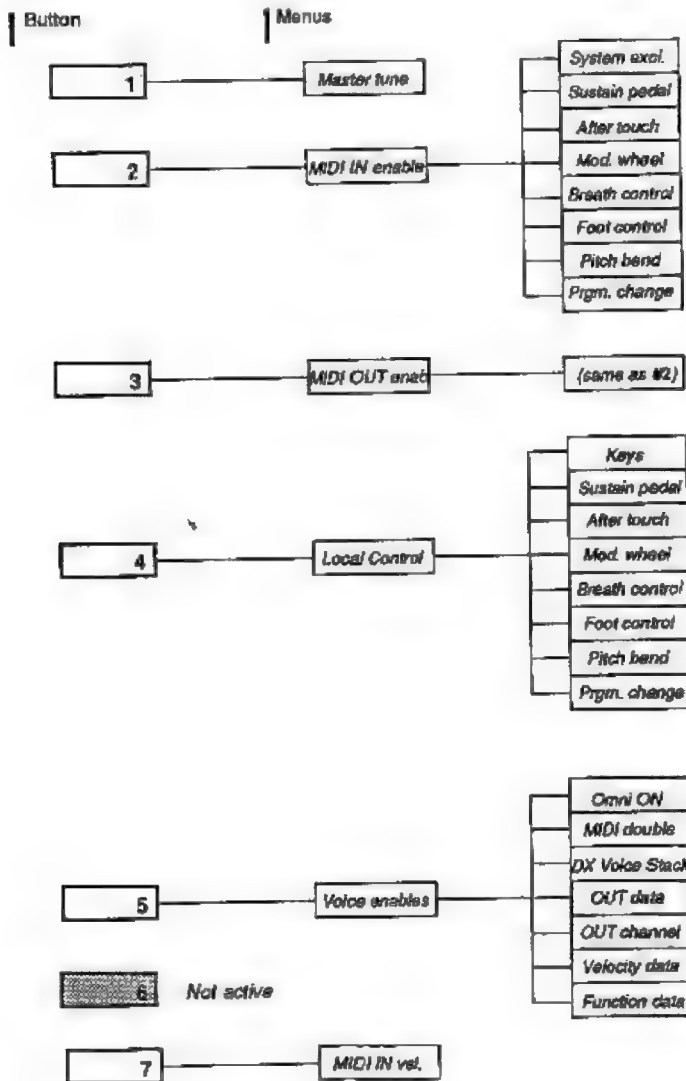 Button
Menus
1
Master tune
2
MIDI IN enable
System excl.
Sustain pedal
After touch
Mod. wheel
Breath control
Foot control
Pitch bend
Prgm. change
3
MIDI OUT enab
(same as #2)
4
Local Control
Keys
Sustain pedal
After touch
Mod. wheel
Breath control
Foot control
Pitch bend
Prgm. change
5
Voice enables
Omni ON
MIDI double
DX Voice Stack
OUT data
OUT channel
Velocity data
Function data
6
Not active
7
MIDI IN vel.